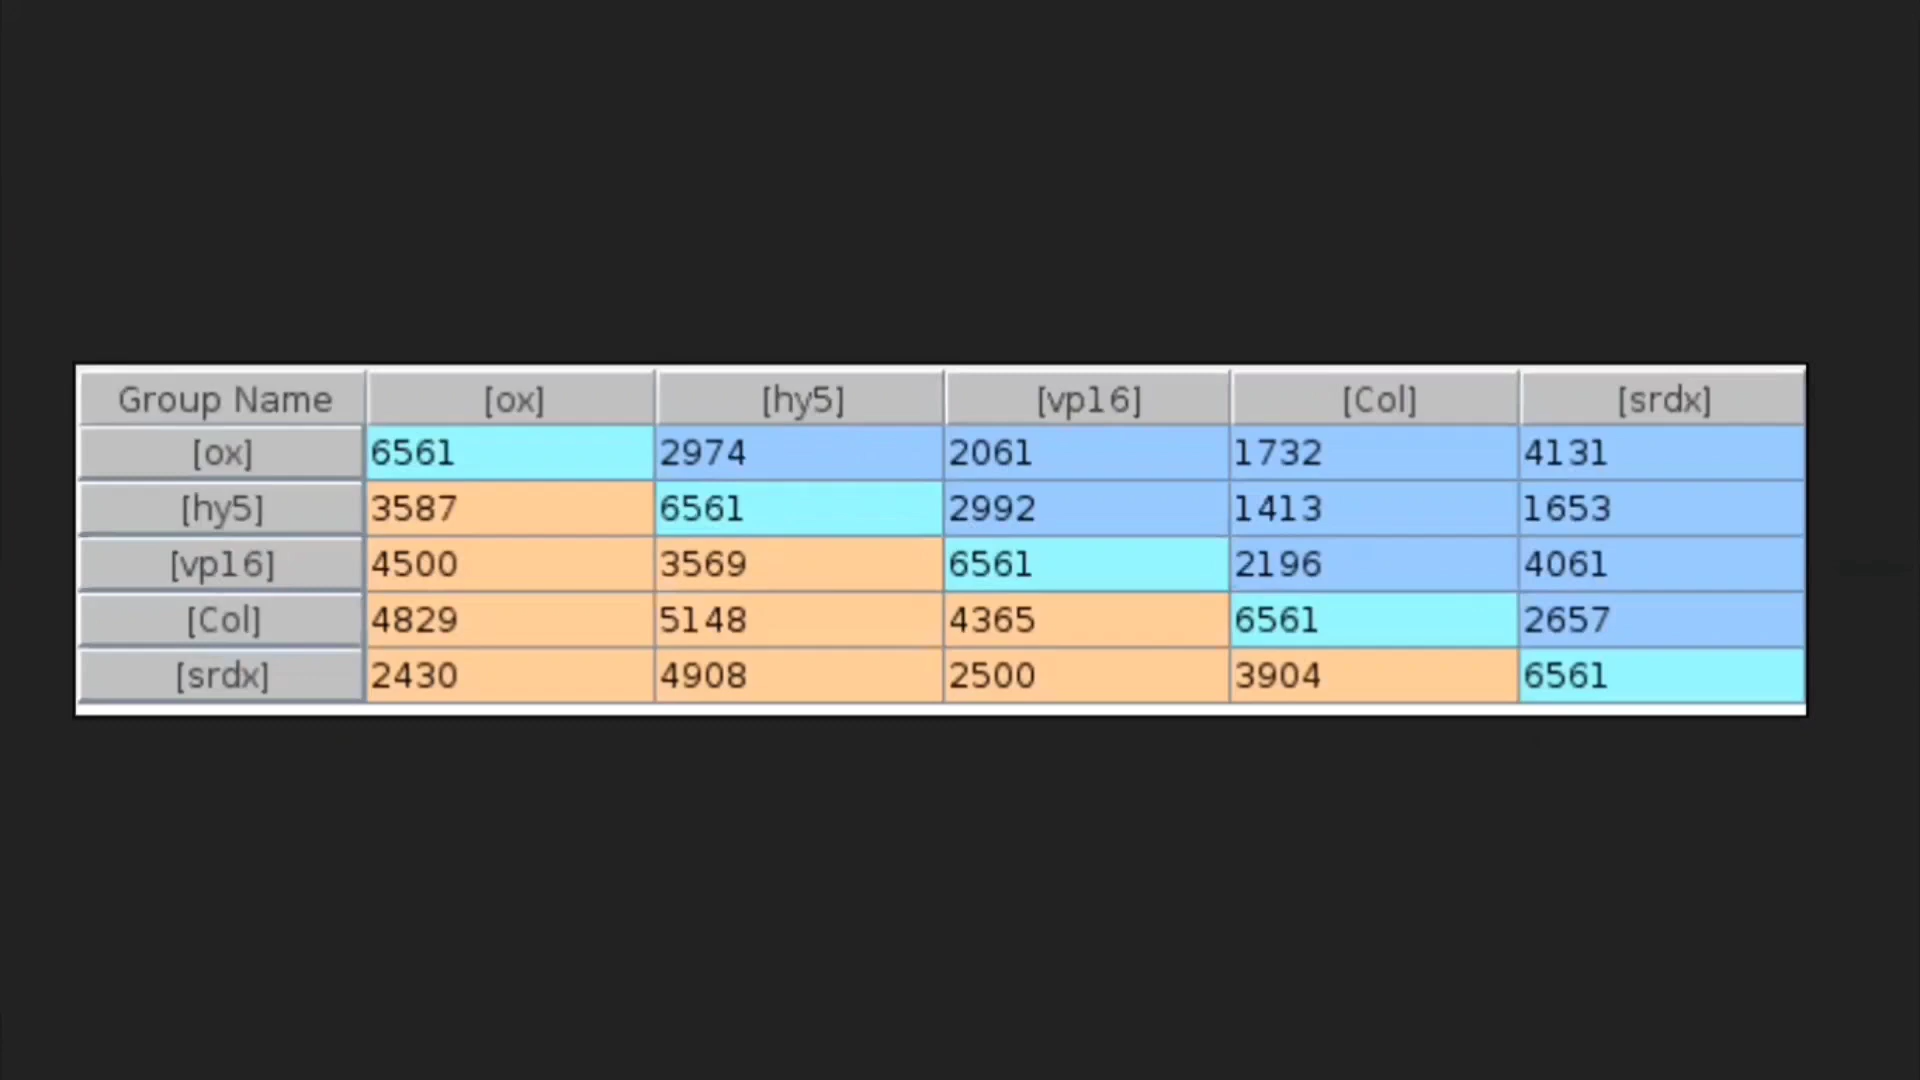 Group Name [ox] [hy5] [vp16] [Col] [srdx]
[ox] 6561 2974 2061 1732 4131
[hy5] 3587 6561 2992 1413 1653
[vp16] 4500 3569 6561 2196 4061
[Col] 4829 5148 4365 6561 2657
[srdx] 2430 4908 2500 3904 6561